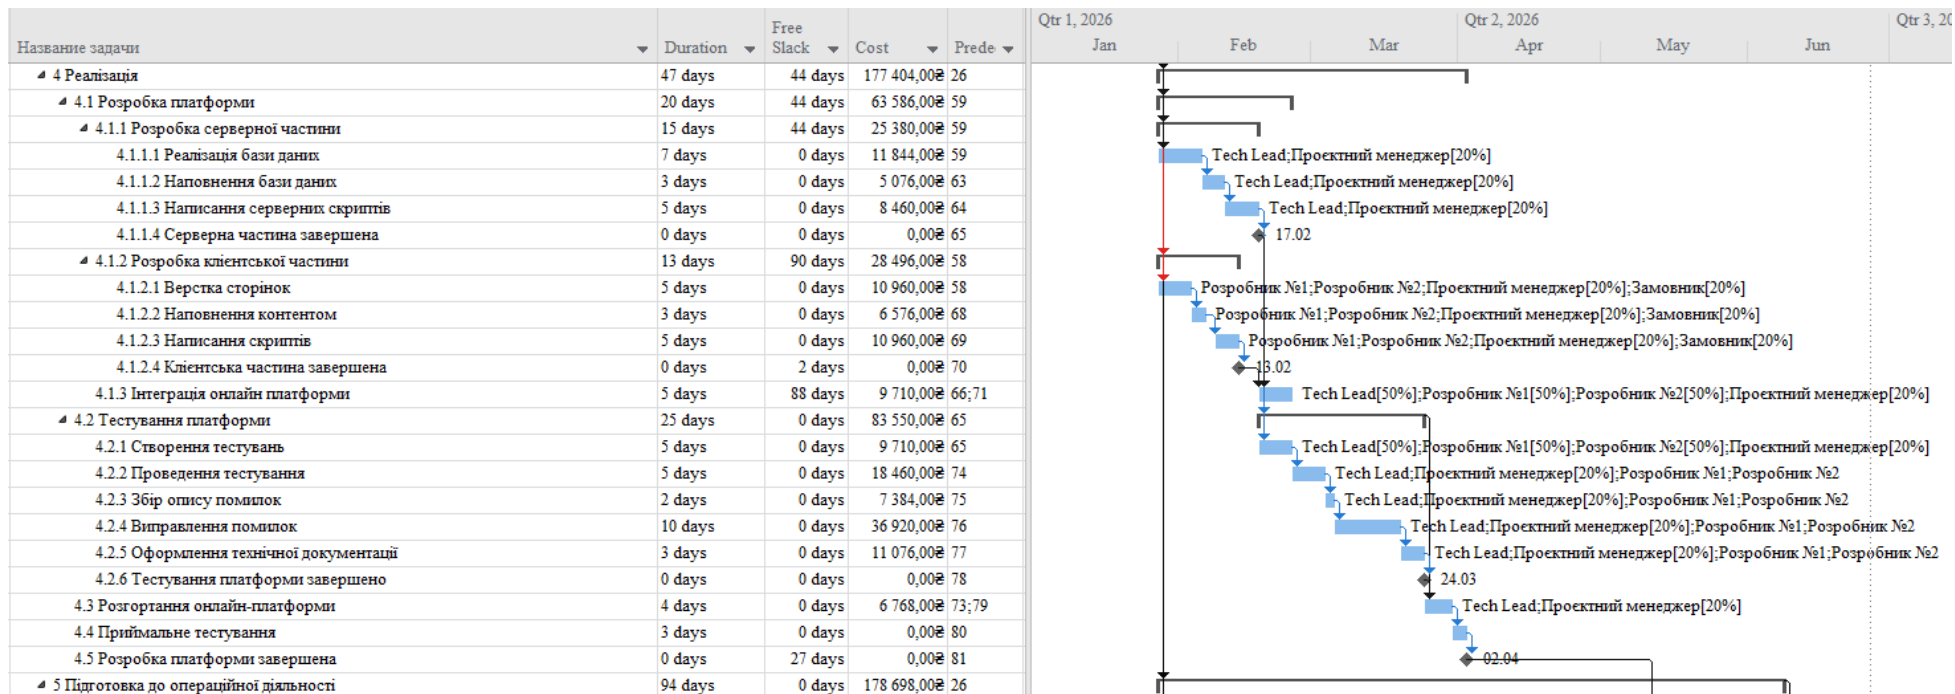 Qtr 1, 2026 Qtr 2, 2026 Qtr 3, 20
Название задачи Duration Free Slack Cost Prede Jan Feb Mar Apr May Jun
4 Реалізація 47 days 44 days 177 404,00₴ 26
4.1 Розробка платформи 20 days 44 days 63 586,00₴ 59
4.1.1 Розробка серверної частини 15 days 44 days 25 380,00₴ 59
4.1.1.1 Реалізація бази даних 7 days 0 days 11 844,00₴ 59 Tech Lead;Проєктний менеджер[20%]
4.1.1.2 Наповнення бази даних 3 days 0 days 5 076,00₴ 63 Tech Lead;Проєктний менеджер[20%]
4.1.1.3 Написання серверних скриптів 5 days 0 days 8 460,00₴ 64 Tech Lead;Проєктний менеджер[20%]
4.1.1.4 Серверна частина завершена 0 days 0 days 0,00₴ 65 17.02
4.1.2 Розробка клієнтської частини 13 days 90 days 28 496,00₴ 58
4.1.2.1 Верстка сторінок 5 days 0 days 10 960,00₴ 58 Розробник №1;Розробник №2;Проєктний менеджер[20%];Замовник[20%]
4.1.2.2 Наповнення контентом 3 days 0 days 6 576,00₴ 68 Розробник №1;Розробник №2;Проєктний менеджер[20%];Замовник[20%]
4.1.2.3 Написання скриптів 5 days 0 days 10 960,00₴ 69 Розробник №1;Розробник №2;Проєктний менеджер[20%];Замовник[20%]
4.1.2.4 Клієнтська частина завершена 0 days 2 days 0,00₴ 70 13.02
4.1.3 Інтеграція онлайн платформи 5 days 88 days 9 710,00₴ 66;71 Tech Lead[50%];Розробник №1[50%];Розробник №2[50%];Проєктний менеджер[20%]
4.2 Тестування платформи 25 days 0 days 83 550,00₴ 65
4.2.1 Створення тестувань 5 days 0 days 9 710,00₴ 65 Tech Lead[50%];Розробник №1[50%];Розробник №2[50%];Проєктний менеджер[20%]
4.2.2 Проведення тестування 5 days 0 days 18 460,00₴ 74 Tech Lead;Проєктний менеджер[20%];Розробник №1;Розробник №2
4.2.3 Збір опису помилок 2 days 0 days 7 384,00₴ 75 Tech Lead;Проєктний менеджер[20%];Розробник №1;Розробник №2
4.2.4 Виправлення помилок 10 days 0 days 36 920,00₴ 76 Tech Lead;Проєктний менеджер[20%];Розробник №1;Розробник №2
4.2.5 Оформлення технічної документації 3 days 0 days 11 076,00₴ 77 Tech Lead;Проєктний менеджер[20%];Розробник №1;Розробник №2
4.2.6 Тестування платформи завершено 0 days 0 days 0,00₴ 78 24.03
4.3 Розгортання онлайн-платформи 4 days 0 days 6 768,00₴ 73;79 Tech Lead;Проєктний менеджер[20%]
4.4 Приймальне тестування 3 days 0 days 0,00₴ 80
4.5 Розробка платформи завершена 0 days 27 days 0,00₴ 81 02.04
5 Підготовка до операційної діяльності 94 days 0 days 178 698,00₴ 26